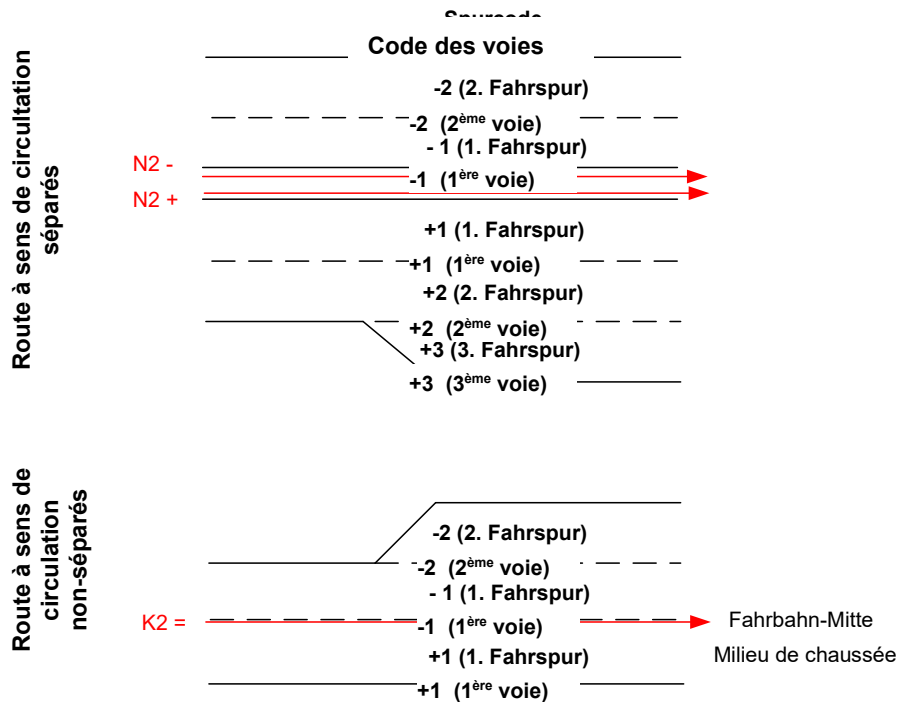 Spurcode
Code des voies
Route à sens de circultation
séparés
-2 (2. Fahrspur)
-2 (2ème voie)
- 1 (1. Fahrspur)
N2 -
-1 (1ère voie)
N2 +
+1 (1. Fahrspur)
+1 (1ère voie)
+2 (2. Fahrspur)
+2 (2ème voie)
+3 (3. Fahrspur)
+3 (3ème voie)
Route à sens de
circulation
non-séparés
-2 (2. Fahrspur)
-2 (2ème voie)
- 1 (1. Fahrspur)
K2 =
-1 (1ère voie)
Fahrbahn-Mitte
+1 (1. Fahrspur)
Milieu de chaussée
+1 (1ère voie)